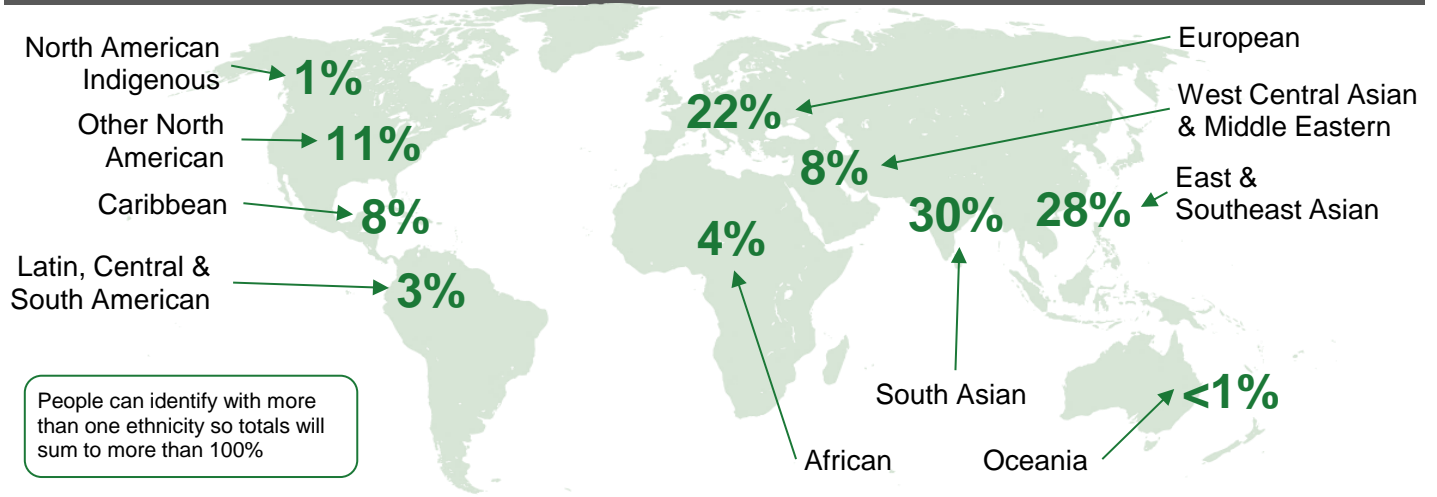 North American
Indigenous
1%
Other North
American
11%
Caribbean
8%
Latin, Central &
South American
3%
European
22%
West Central Asian
& Middle Eastern
8%
East &
Southeast Asian
28%
30%
South Asian
4%
African
Oceania
<1%
People can identify with more
than one ethnicity so totals will
sum to more than 100%